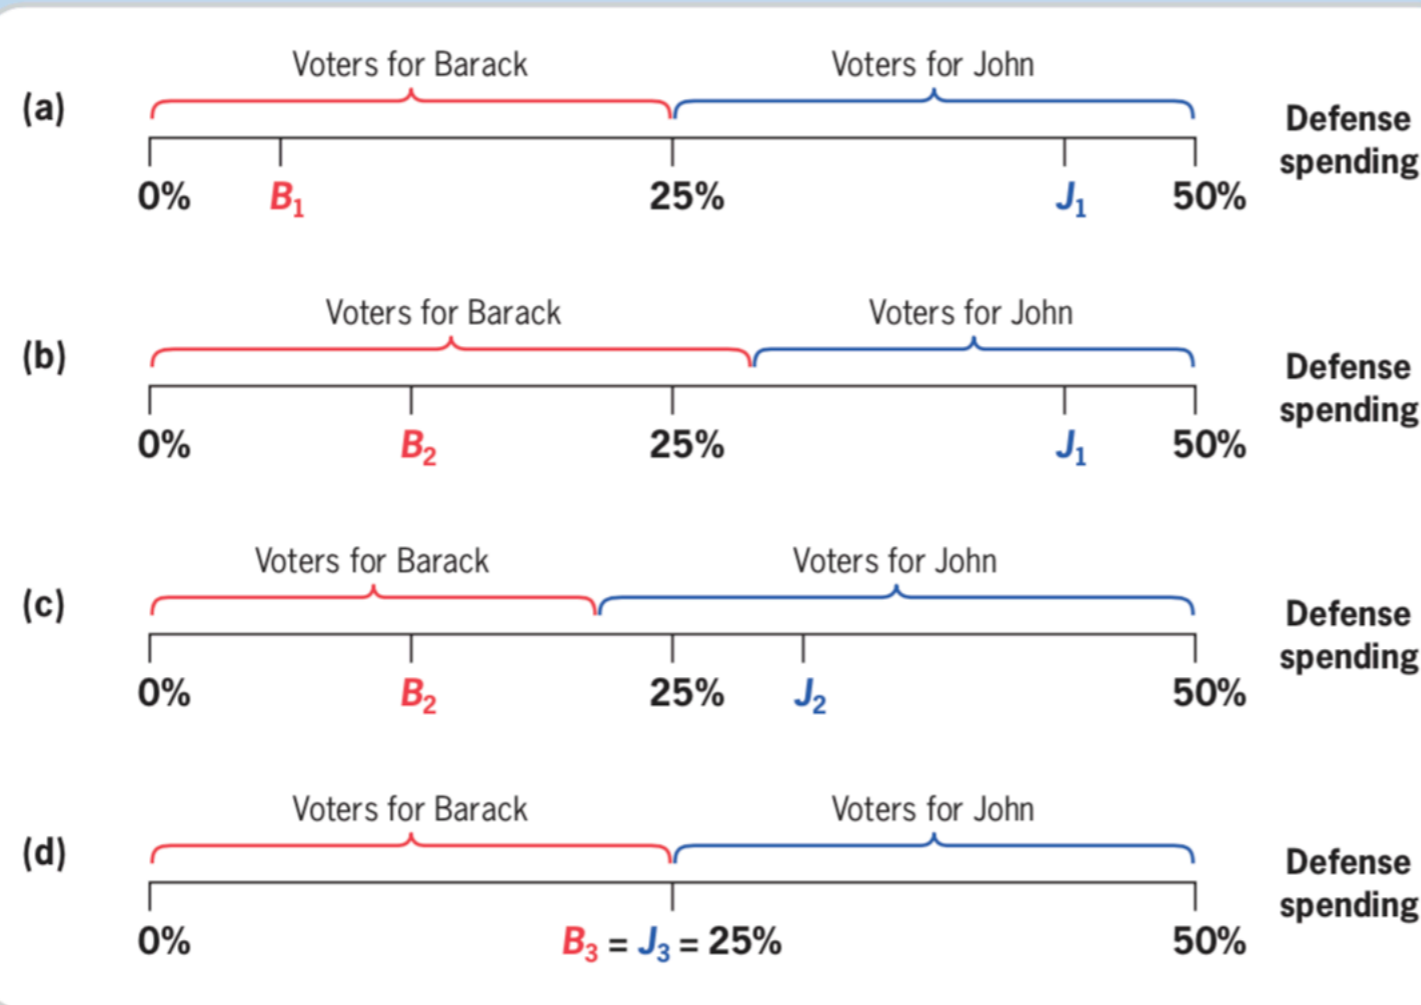 Voters for Barack Voters for John
(a) Defense
spending
0% B1 25% J1 50%
Voters for Barack Voters for John
(b) Defense
spending
0% B2 25% J1 50%
Voters for Barack Voters for John
(c) Defense
spending
0% B2 25% J2 50%
Voters for Barack Voters for John
(d) Defense
spending
0% B3 = J3 = 25% 50%